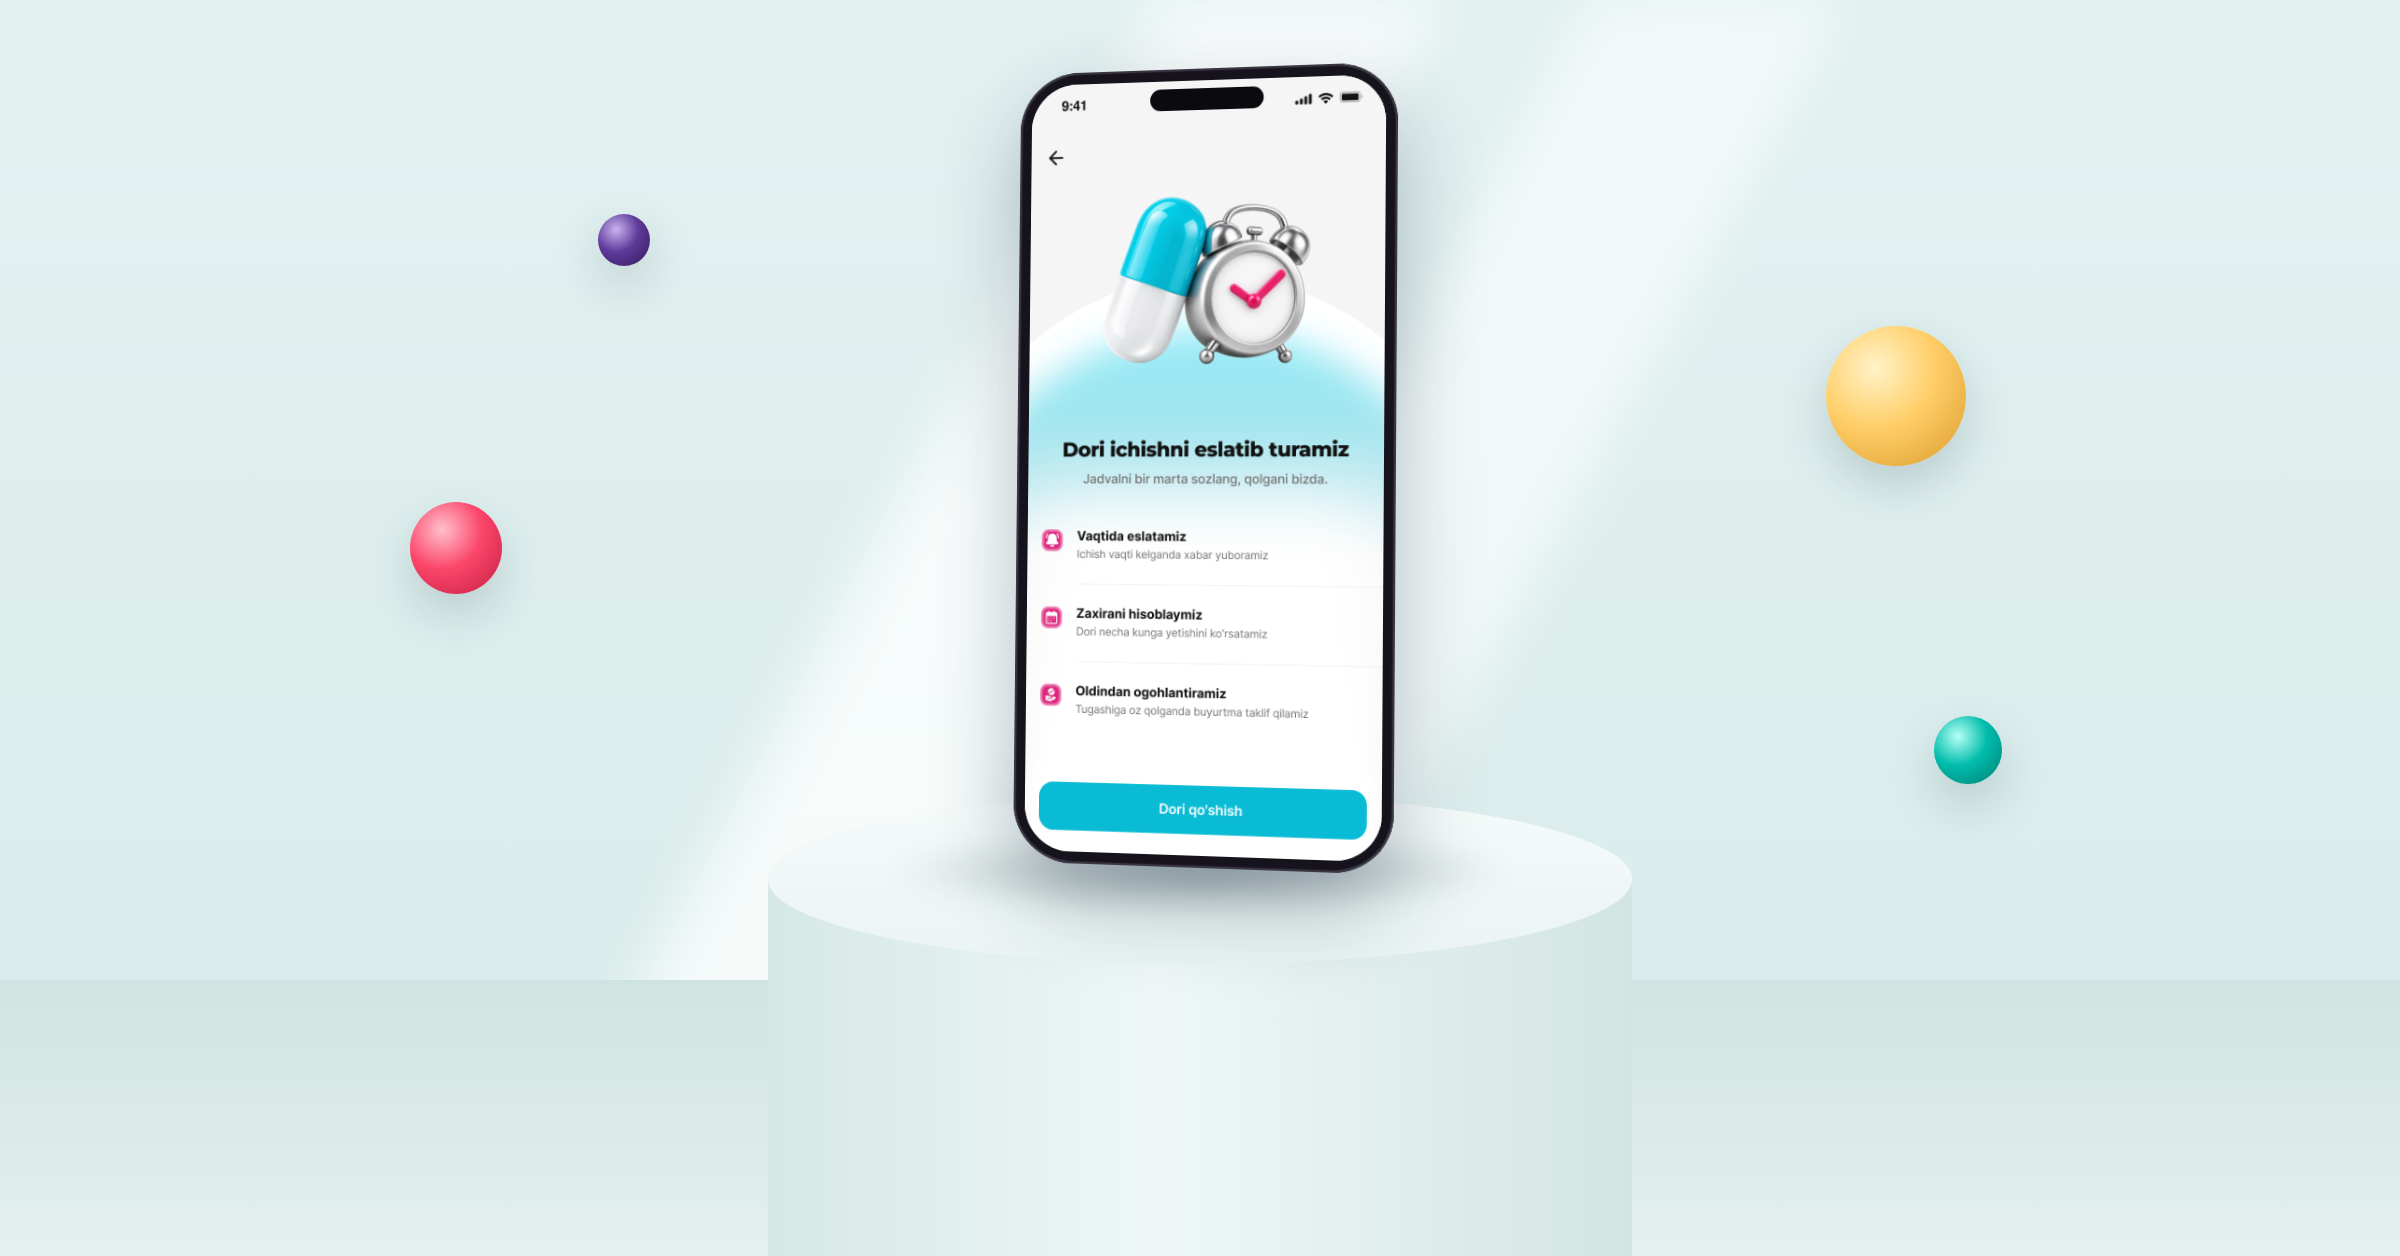 9:41
Dori ichishni eslatib turamiz
Jadvalni bir marta sozlang, qolgani bizda.
Vaqtida eslatamiz
Ichish vaqti kelganda xabar yuboramiz
Zaxirani hisoblaymiz
Dori necha kunga yetishini ko'rsatamiz
Oldindan ogohlantiramiz
Tugashiga oz qolganda buyurtma taklif qilamiz
Dori qo'shish